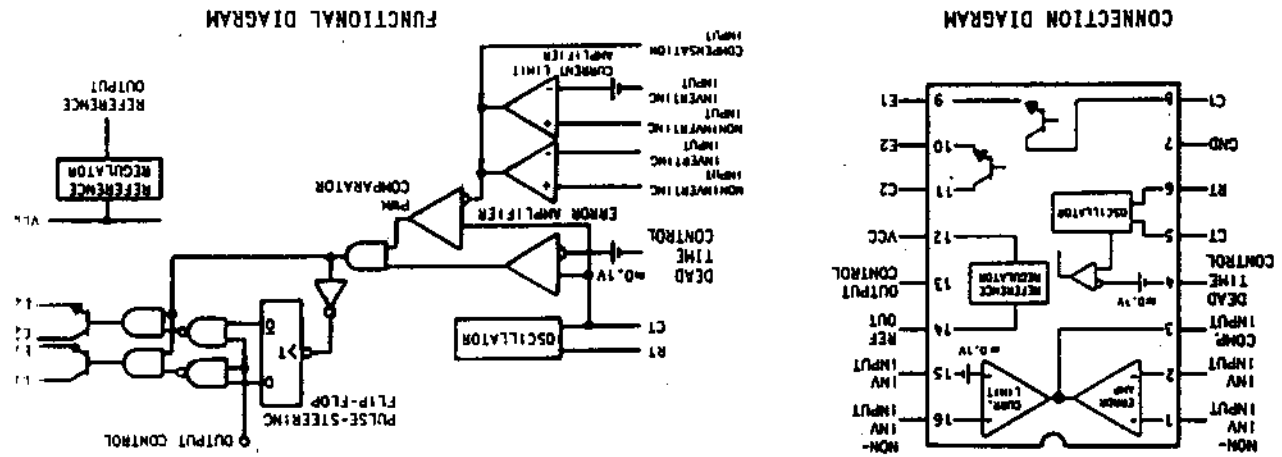 NON-
INV
INPUT
1
INV
INPUT
2
COMP.
INPUT
3
DEAD
TIME
CONTROL
4
CT
5
RT
6
GND
7
C1
8
ERROR
AMP
CURR.
LIMIT
≈0.1V
≈0.1V
REFERENCE
REGULATOR
OSCILLATOR
16
NON-
INV
INPUT
15
INV
INPUT
14
REF
OUT
13
OUTPUT
CONTROL
12
VCC
11
C2
10
E2
9
E1
CONNECTION DIAGRAM
OUTPUT CONTROL
PULSE-STEERING
FLIP-FLOP
RT
CT
OSCILLATOR
DEAD
TIME
CONTROL
≈0.1V
ERROR AMPLIFIER
NONINVERTING
INPUT
INVERTING
INPUT
NONINVERTING
INPUT
INVERTING
INPUT
CURRENT LIMIT
AMPLIFIER
COMPENSATION
INPUT
+
-
+
-
PWM
COMPARATOR
>T
Q
Q̅
REFERENCE
REGULATOR
REFERENCE
OUTPUT
FUNCTIONAL DIAGRAM